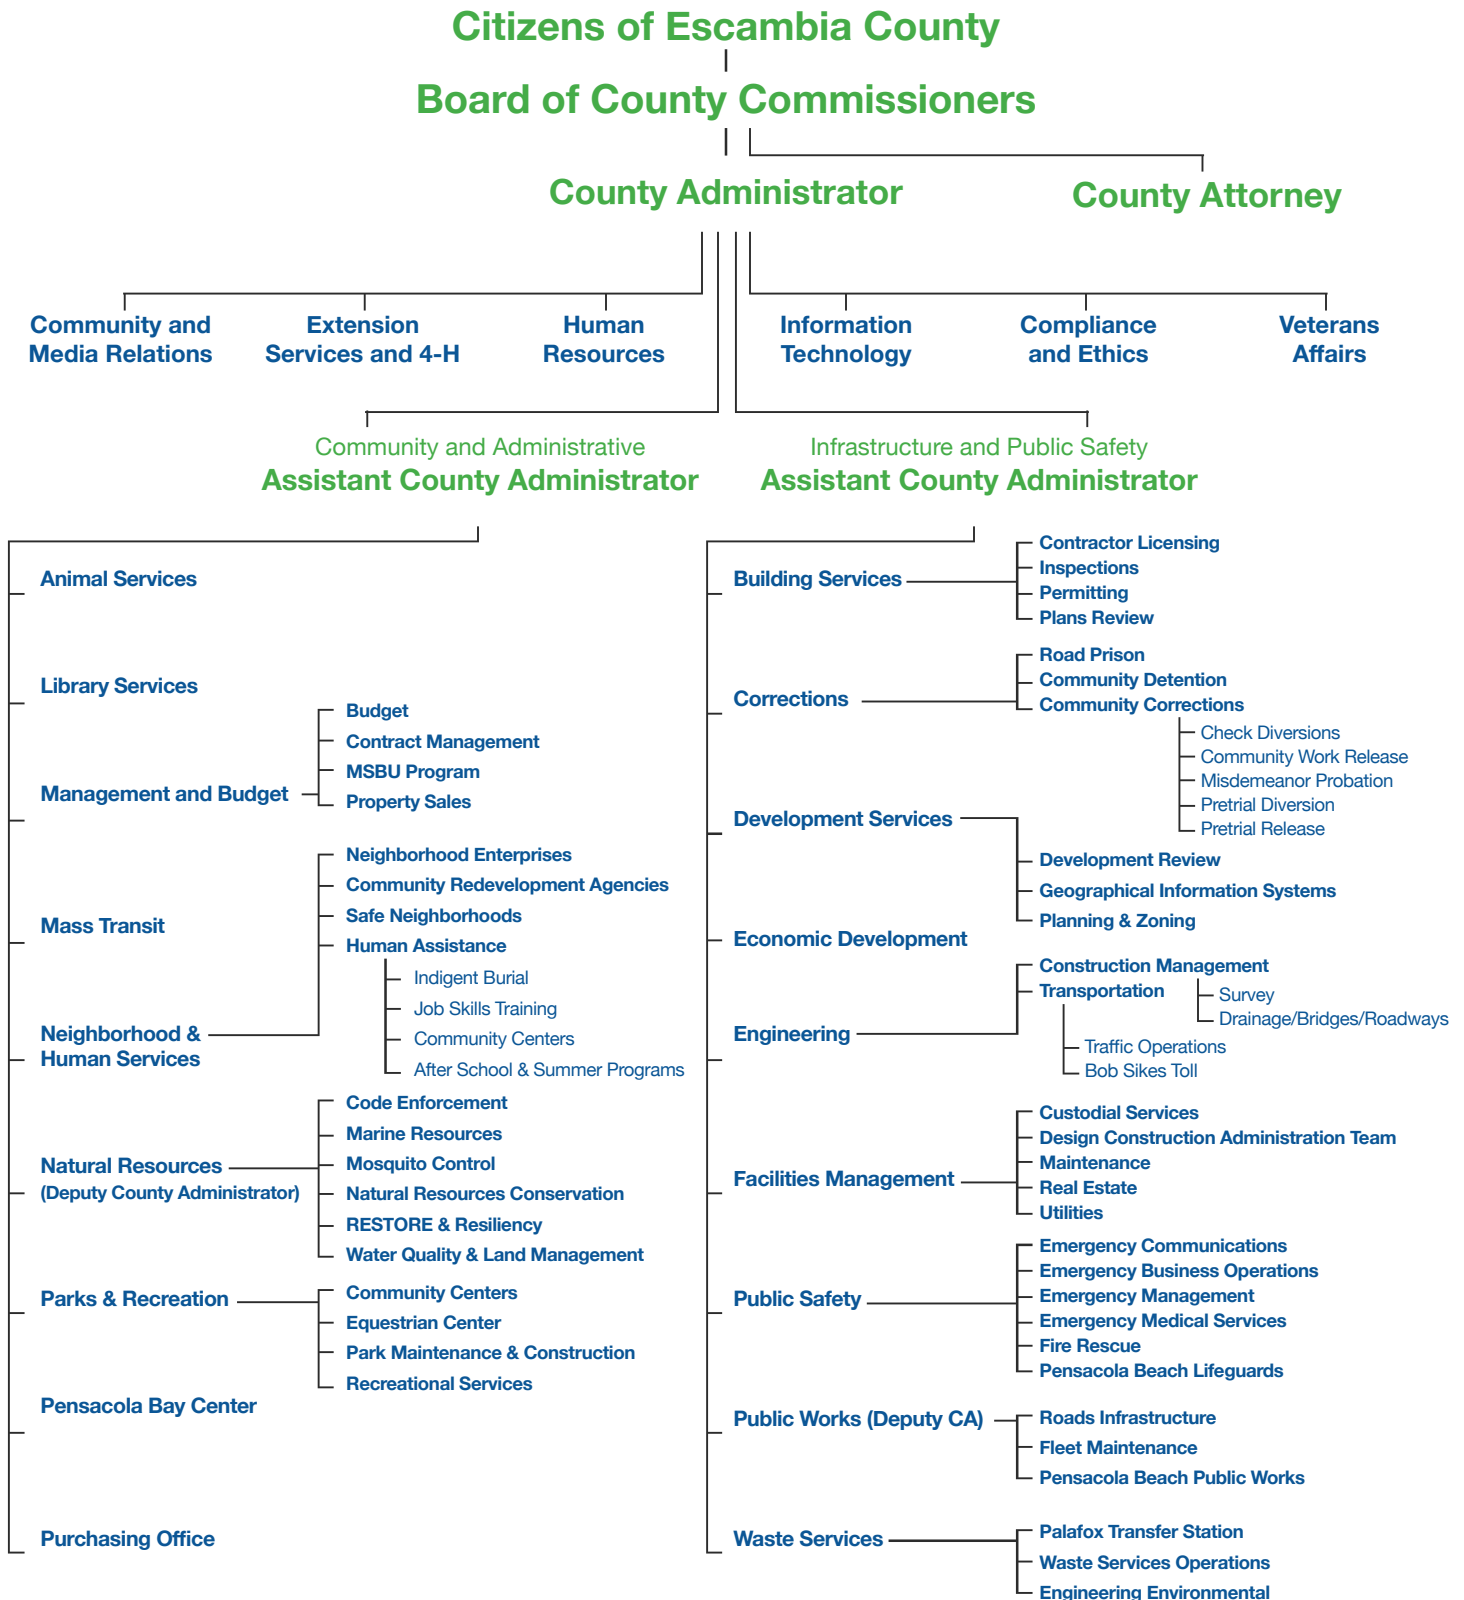 Citizens of Escambia County
Board of County Commissioners
County Administrator
County Attorney
Community and
Media Relations
Extension
Services and 4-H
Human
Resources
Information
Technology
Compliance
and Ethics
Veterans
Affairs
Community and Administrative
Assistant County Administrator
Infrastructure and Public Safety
Assistant County Administrator
Animal Services
Library Services
Management and Budget
Budget
Contract Management
MSBU Program
Property Sales
Mass Transit
Neighborhood &
Human Services
Neighborhood Enterprises
Community Redevelopment Agencies
Safe Neighborhoods
Human Assistance
Indigent Burial
Job Skills Training
Community Centers
After School & Summer Programs
Natural Resources
(Deputy County Administrator)
Code Enforcement
Marine Resources
Mosquito Control
Natural Resources Conservation
RESTORE & Resiliency
Water Quality & Land Management
Parks & Recreation
Community Centers
Equestrian Center
Park Maintenance & Construction
Recreational Services
Pensacola Bay Center
Purchasing Office
Building Services
Contractor Licensing
Inspections
Permitting
Plans Review
Corrections
Road Prison
Community Detention
Community Corrections
Check Diversions
Community Work Release
Misdemeanor Probation
Pretrial Diversion
Pretrial Release
Development Services
Development Review
Geographical Information Systems
Planning & Zoning
Economic Development
Engineering
Construction Management
Survey
Drainage/Bridges/Roadways
Transportation
Traffic Operations
Bob Sikes Toll
Facilities Management
Custodial Services
Design Construction Administration Team
Maintenance
Real Estate
Utilities
Public Safety
Emergency Communications
Emergency Business Operations
Emergency Management
Emergency Medical Services
Fire Rescue
Pensacola Beach Lifeguards
Public Works (Deputy CA)
Roads Infrastructure
Fleet Maintenance
Pensacola Beach Public Works
Waste Services
Palafox Transfer Station
Waste Services Operations
Engineering Environmental